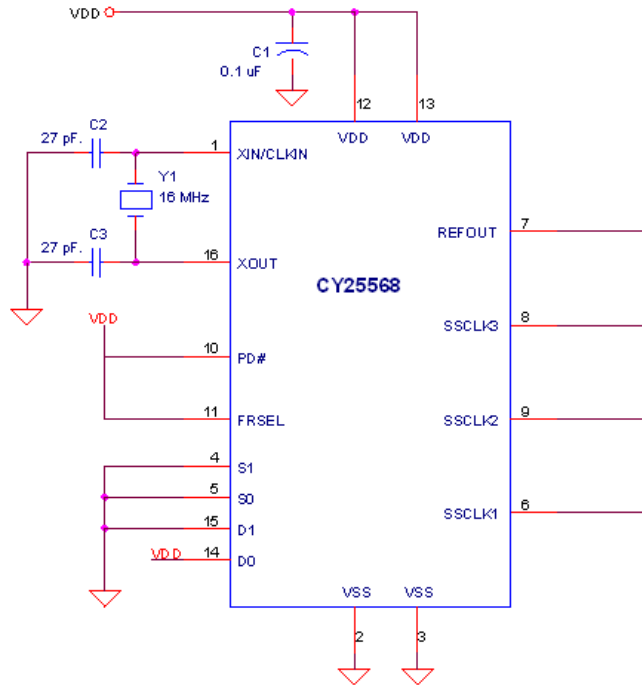 VDD
C1
0.1 uF
12
13
VDD
VDD
C2
27 pF.
1
XIN/CLKIN
Y1
16 MHz
7
REFOUT
C3
27 pF.
16
XOUT
CY25568
VDD
8
SSCLK3
10
PD#
11
FRSEL
9
SSCLK2
4
S1
5
S0
15
D1
6
SSCLK1
VDD
14
D0
VSS
VSS
2
3